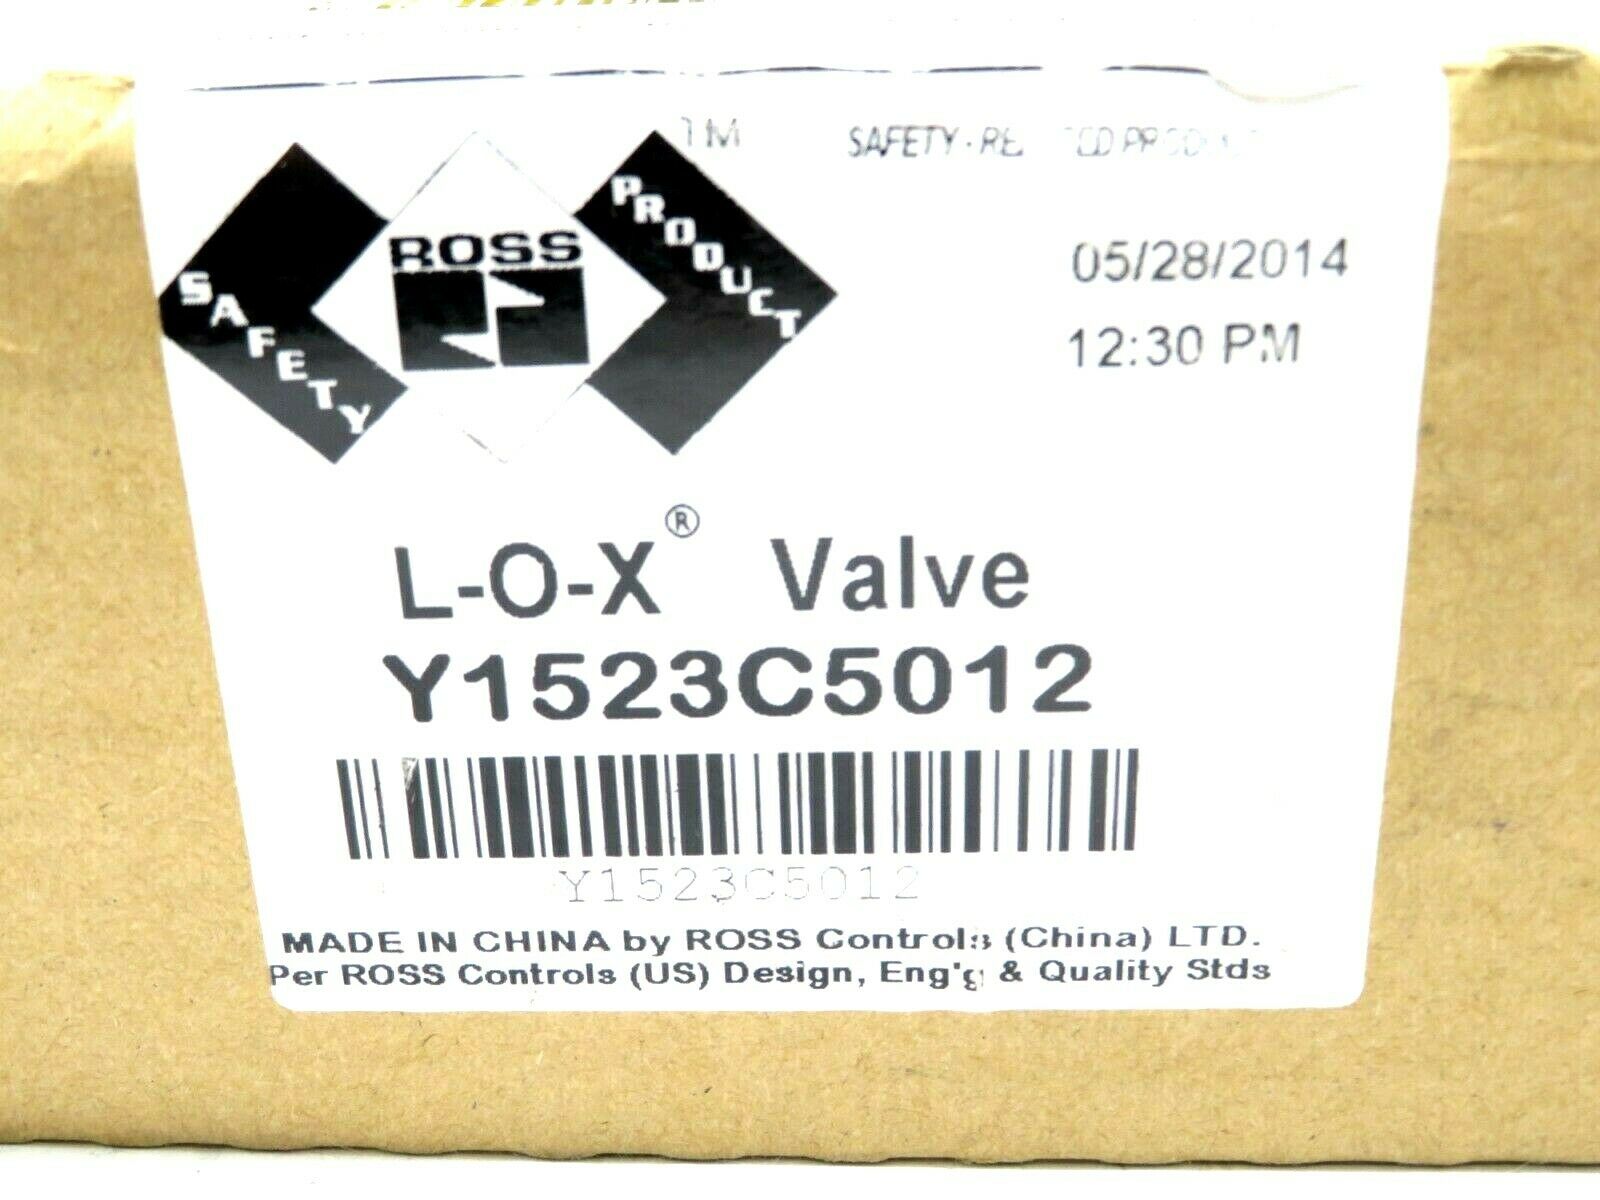 SAFETY
ROSS
PRODUCT
SAFETY-
05/28/2014
12:30 PM
L-O-X® Valve
Y1523C5012
Y1523C5012
MADE IN CHINA by ROSS Controls (China) LTD.
Per ROSS Controls (US) Design, Eng'g & Quality Stds